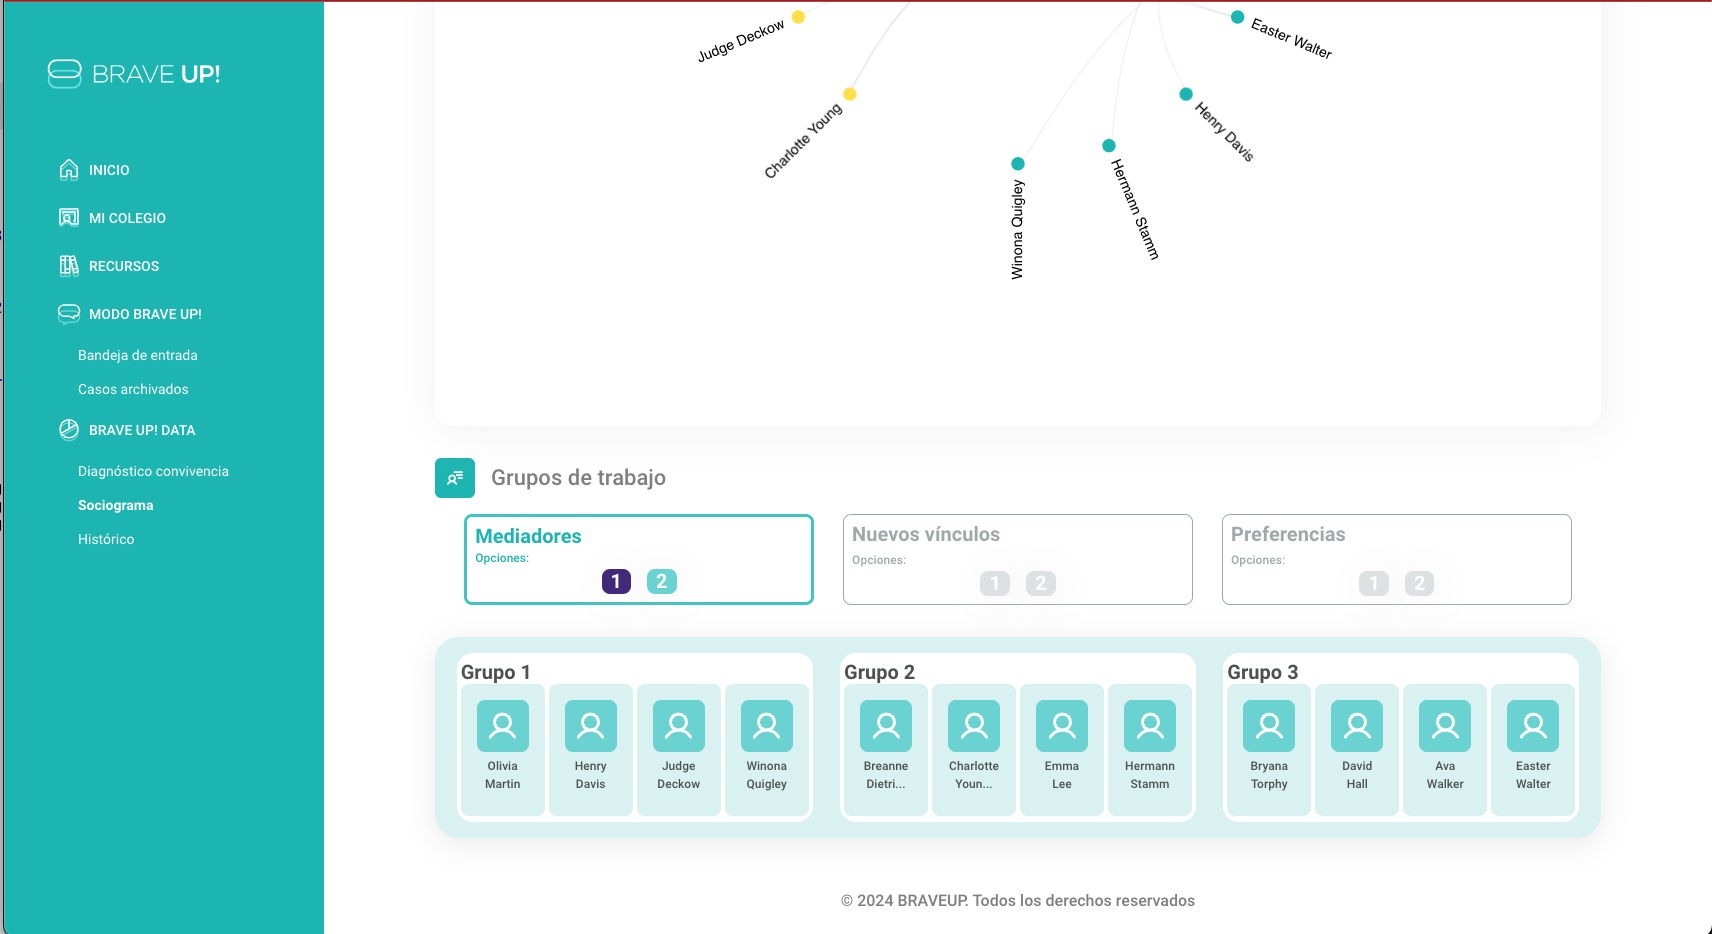 BRAVE UP!
INICIO
MI COLEGIO
RECURSOS
MODO BRAVE UP!
Bandeja de entrada
Casos archivados
BRAVE UP! DATA
Diagnóstico convivencia
Sociograma
Histórico
Judge Deckow
Charlotte Young
Winona Quigley
Hermann Stamm
Henry Davis
Easter Walter
Grupos de trabajo
Mediadores
Opciones:
1 2
Nuevos vínculos
Opciones:
1 2
Preferencias
Opciones:
1 2
Grupo 1
Olivia
Martin
Henry
Davis
Judge
Deckow
Winona
Quigley
Grupo 2
Breanne
Dietri...
Charlotte
Youn...
Emma
Lee
Hermann
Stamm
Grupo 3
Bryana
Torphy
David
Hall
Ava
Walker
Easter
Walter
© 2024 BRAVEUP. Todos los derechos reservados